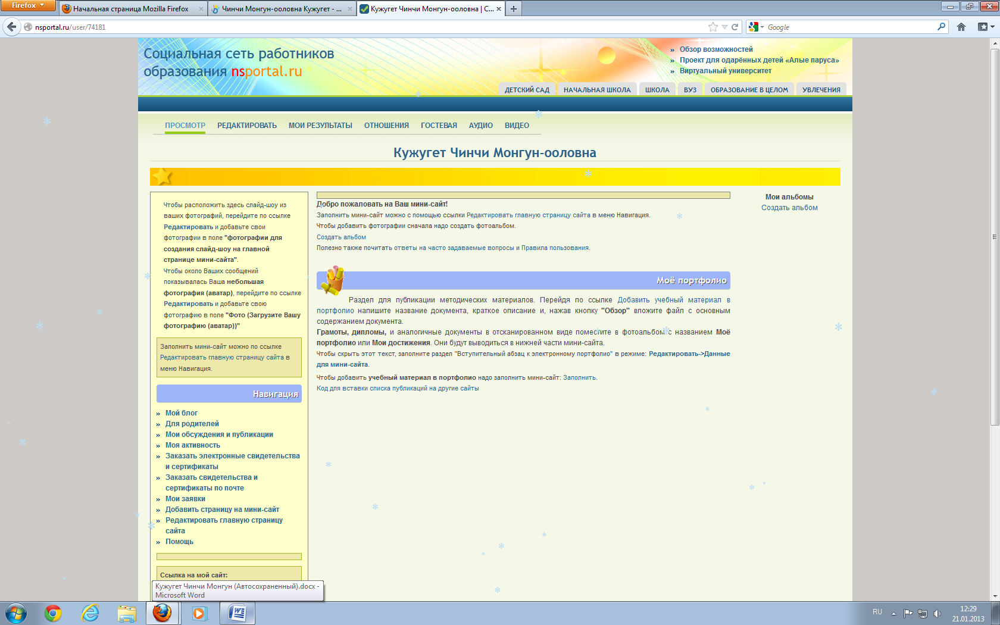 Firefox
Начальная страница Mozilla Firefox
Чинчи Монгун-ооловна Кужугет - ...
Кужугет Чинчи Монгун-ооловна | С...
nsportal.ru/user/74181
Google
Социальная сеть работников
образования nsportal.ru
» Обзор возможностей
» Проект для одарённых детей «Алые паруса»
» Виртуальный университет
ДЕТСКИЙ САД НАЧАЛЬНАЯ ШКОЛА ШКОЛА ВУЗ ОБРАЗОВАНИЕ В ЦЕЛОМ УВЛЕЧЕНИЯ
ПРОСМОТР РЕДАКТИРОВАТЬ МОИ РЕЗУЛЬТАТЫ ОТНОШЕНИЯ ГОСТЕВАЯ АУДИО ВИДЕО
Кужугет Чинчи Монгун-ооловна
Чтобы расположить здесь слайд-шоу из
ваших фотографий, перейдите по ссылке
Редактировать и добавьте свои
фотографии в поле "фотографии для
создания слайд-шоу на главной
странице мини-сайта".
Чтобы около Ваших сообщений
показывалась Ваша небольшая
фотография (аватар), перейдите по ссылке
Редактировать и добавьте свою
фотографию в поле "Фото (Загрузите Вашу
фотографию (аватар))"
Заполнить мини-сайт можно по ссылке
Редактировать главную страницу сайта в
меню Навигация.
Навигация
» Мой блог
» Для родителей
» Мои обсуждения и публикации
» Моя активность
» Заказать электронные свидетельства
и сертификаты
» Заказать свидетельства и
сертификаты по почте
» Мои заявки
» Добавить страницу на мини-сайт
» Редактировать главную страницу
сайта
» Помощь
Ссылка на мой сайт:
Добро пожаловать на Ваш мини-сайт!
Заполнить мини-сайт можно с помощью ссылки Редактировать главную страницу сайта в меню Навигация.
Чтобы добавить фотографии сначала надо создать фотоальбом.
Создать альбом
Полезно также почитать ответы на часто задаваемые вопросы и Правила пользования.
Моё портфолио
Раздел для публикации методических материалов. Перейдя по ссылке Добавить учебный материал в
портфолио напишите название документа, краткое описание и, нажав кнопку "Обзор" вложите файл с основным
содержанием документа.
Грамоты, дипломы, и аналогичные документы в отсканированном виде поместите в фотоальбом с названием Моё
портфолио или Мои достижения. Они будут выводиться в нижней части мини-сайта.
Чтобы скрыть этот текст, заполните раздел "Вступительный абзац к электронному портфолио" в режиме: Редактировать->Данные
для мини-сайта.
Чтобы добавить учебный материал в портфолио надо заполнить мини-сайт: Заполнить.
Код для вставки списка публикаций на другие сайты
Мои альбомы
Создать альбом
Кужугет Чинчи Монгун (Автосохраненный).docx -
Microsoft Word
RU
12:29
21.01.2013